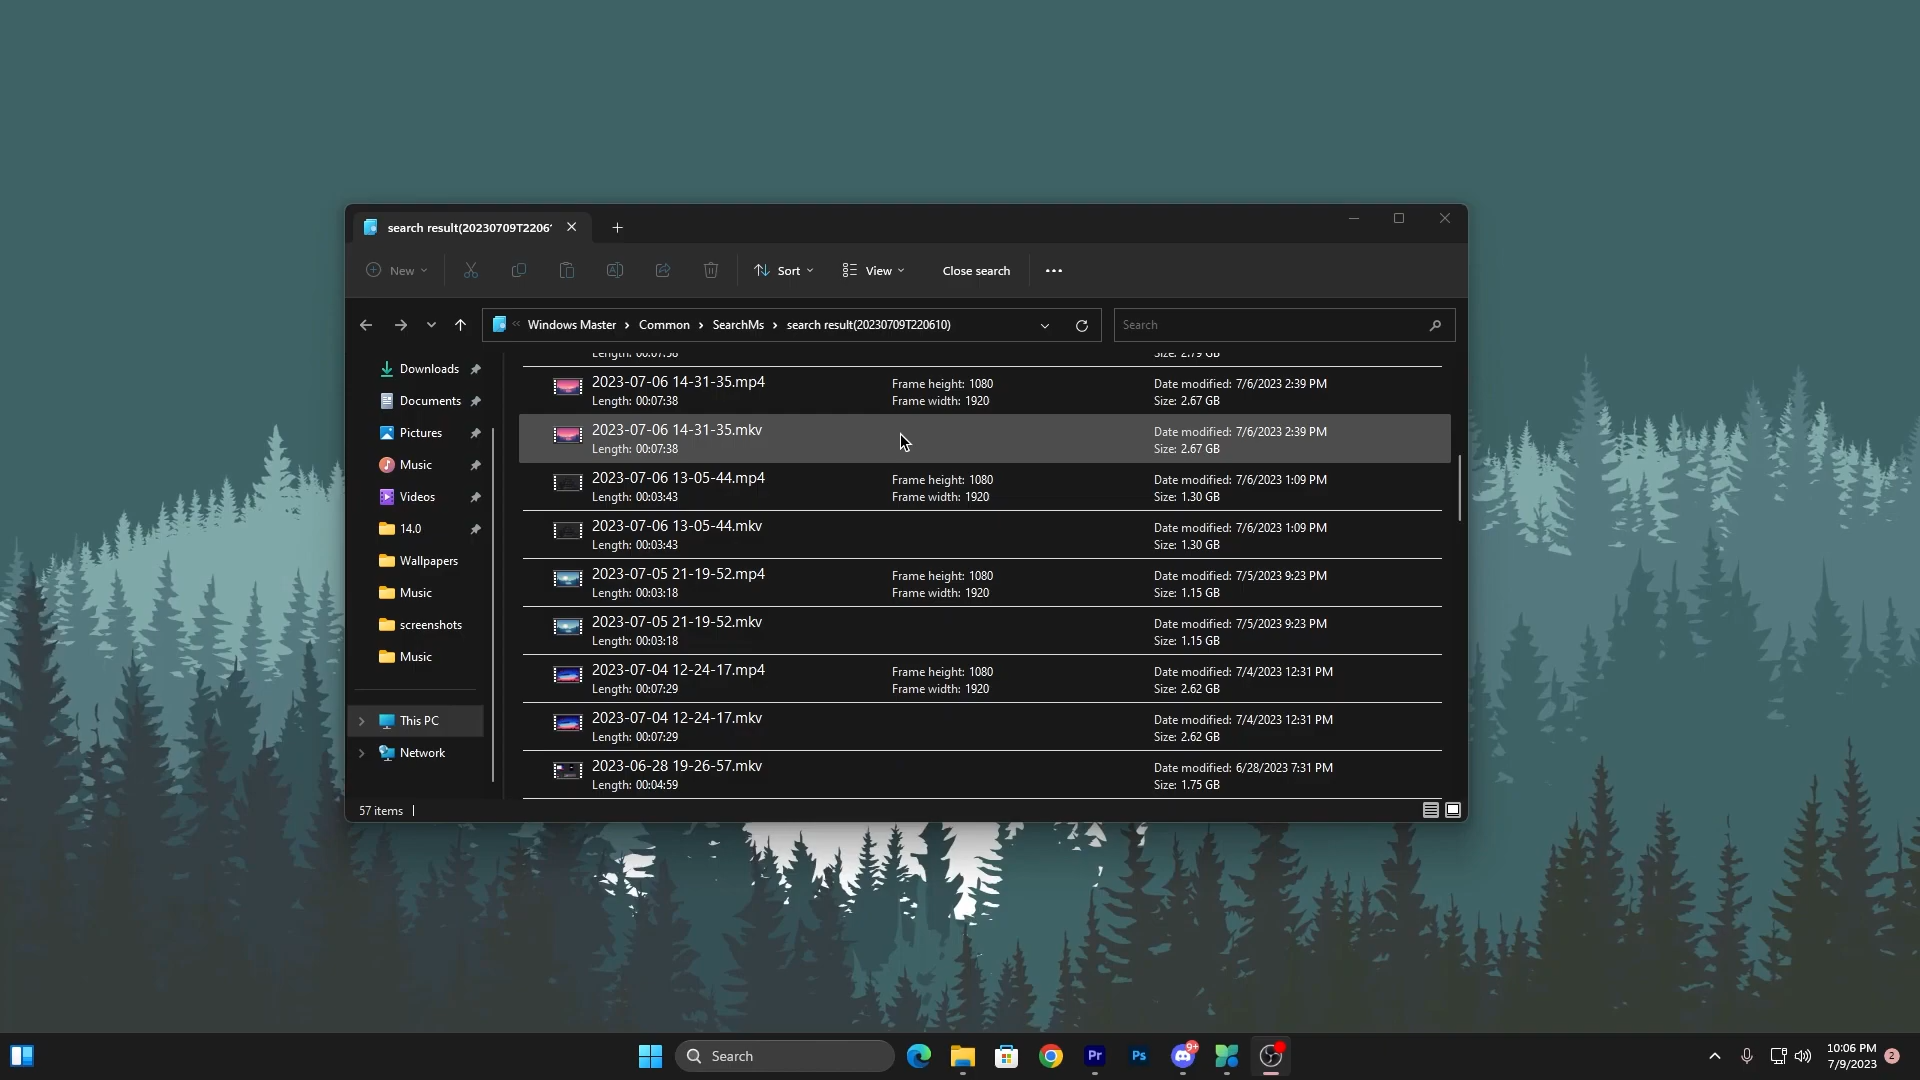 search result(20230709T2206
New
Sort
View
Close search
Windows Master > Common > SearchMs > search result(20230709T220610)
Search
Downloads
Documents
Pictures
Music
Videos
14.0
Wallpapers
Music
screenshots
Music
This PC
Network
Length: 00:07:38
Size: 2.79 GB
2023-07-06 14-31-35.mp4 Frame height: 1080 Date modified: 7/6/2023 2:39 PM
Length: 00:07:38 Frame width: 1920 Size: 2.67 GB
2023-07-06 14-31-35.mkv Date modified: 7/6/2023 2:39 PM
Length: 00:07:38 Size: 2.67 GB
2023-07-06 13-05-44.mp4 Frame height: 1080 Date modified: 7/6/2023 1:09 PM
Length: 00:03:43 Frame width: 1920 Size: 1.30 GB
2023-07-06 13-05-44.mkv Date modified: 7/6/2023 1:09 PM
Length: 00:03:43 Size: 1.30 GB
2023-07-05 21-19-52.mp4 Frame height: 1080 Date modified: 7/5/2023 9:23 PM
Length: 00:03:18 Frame width: 1920 Size: 1.15 GB
2023-07-05 21-19-52.mkv Date modified: 7/5/2023 9:23 PM
Length: 00:03:18 Size: 1.15 GB
2023-07-04 12-24-17.mp4 Frame height: 1080 Date modified: 7/4/2023 12:31 PM
Length: 00:07:29 Frame width: 1920 Size: 2.62 GB
2023-07-04 12-24-17.mkv Date modified: 7/4/2023 12:31 PM
Length: 00:07:29 Size: 2.62 GB
2023-06-28 19-26-57.mkv Date modified: 6/28/2023 7:31 PM
Length: 00:04:59 Size: 1.75 GB
57 items
Search
Pr
Ps
9+
10:06 PM
7/9/2023
2